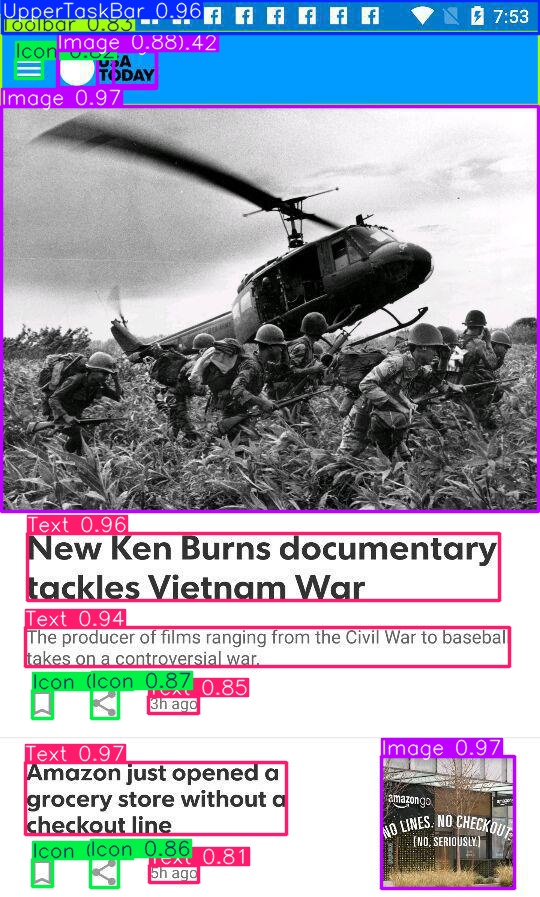 UpperTaskBar 0.96
7:53
Toolbar 0.83
Image 0.88).42
Icon 0.82
USA
TODAY
Image 0.97
Text 0.96
New Ken Burns documentary
tackles Vietnam War
Text 0.94
The producer of films ranging from the Civil War to basebal
takes on a controversial war.
Icon (Icon 0.87
Text 0.85
3h ago
Image 0.97
Text 0.97
Amazon just opened a
grocery store without a
checkout line
amazon go
NO LINES. NO CHECKOUT.
(NO, SERIOUSLY.)
Icon (Icon 0.86
Text 0.81
5h ago